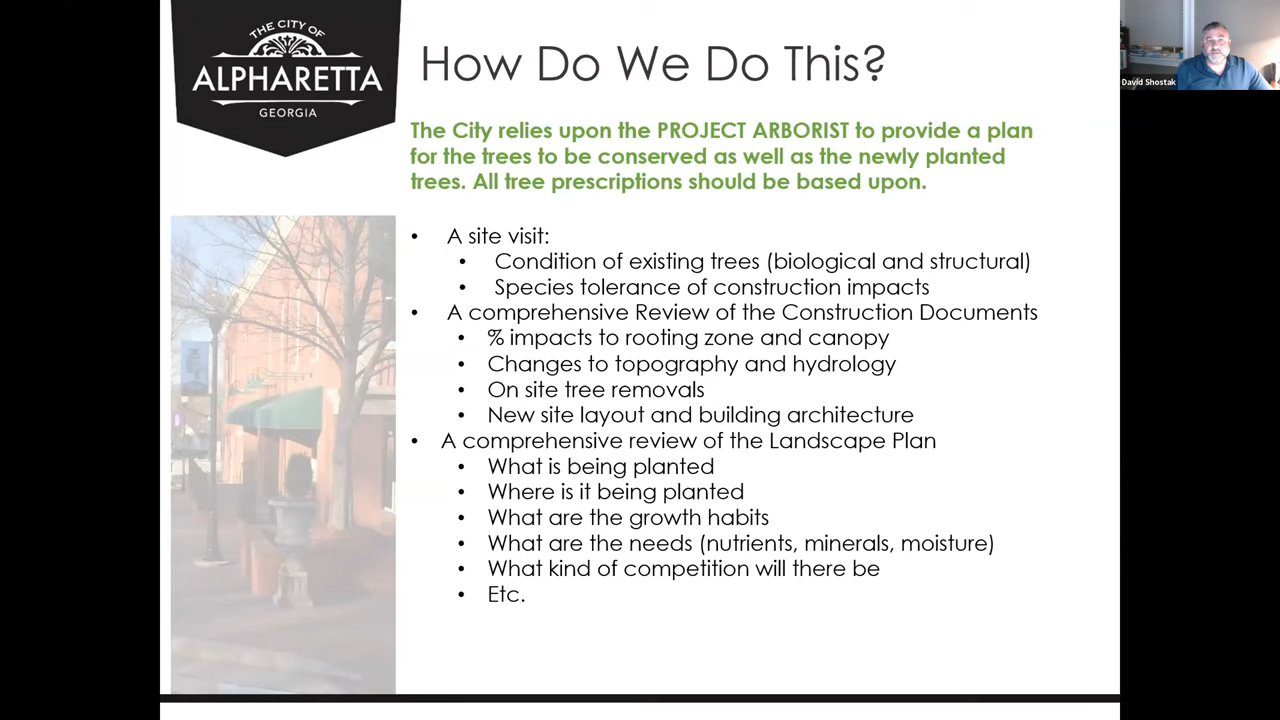 THE CITY OF
ALPHARETTA
GEORGIA
How Do We Do This?
David Shostak
The City relies upon the PROJECT ARBORIST to provide a plan
for the trees to be conserved as well as the newly planted
trees. All tree prescriptions should be based upon.
• A site visit:
• Condition of existing trees (biological and structural)
• Species tolerance of construction impacts
• A comprehensive Review of the Construction Documents
• % impacts to rooting zone and canopy
• Changes to topography and hydrology
• On site tree removals
• New site layout and building architecture
• A comprehensive review of the Landscape Plan
• What is being planted
• Where is it being planted
• What are the growth habits
• What are the needs (nutrients, minerals, moisture)
• What kind of competition will there be
• Etc.